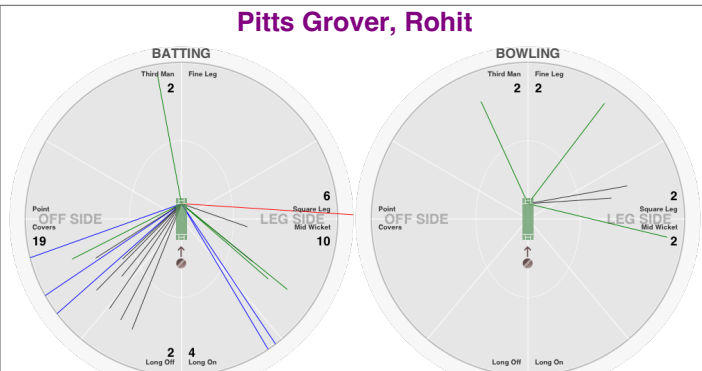 Pitts Grover, Rohit
BATTING
BOWLING
Third Man Fine Leg
2
Third Man Fine Leg
2 2
6
Point
Square Leg
OFF SIDE LEG SIDE
Covers
Mid Wicket
19
10
2
Point
Square Leg
OFF SIDE LEG SIDE
Covers
Mid Wicket
2
2 4
Long Off Long On
Long Off Long On